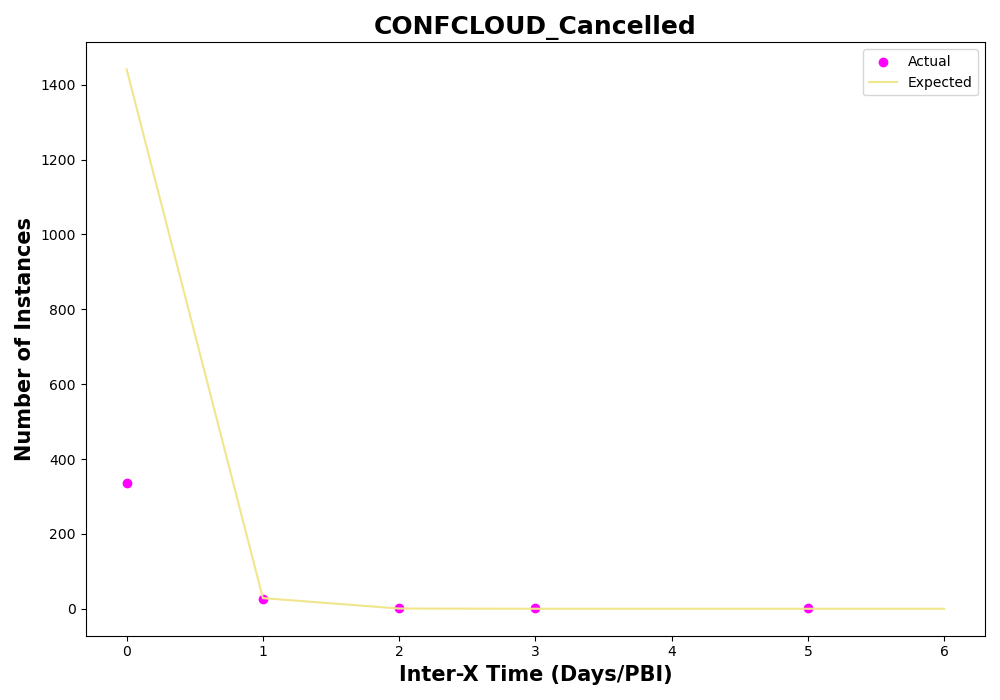 CONFCLOUD_Cancelled
Actual
Expected
Number of Instances
1400
1200
1000
800
600
400
200
0
0 1 2 3 4 5 6
Inter-X Time (Days/PBI)